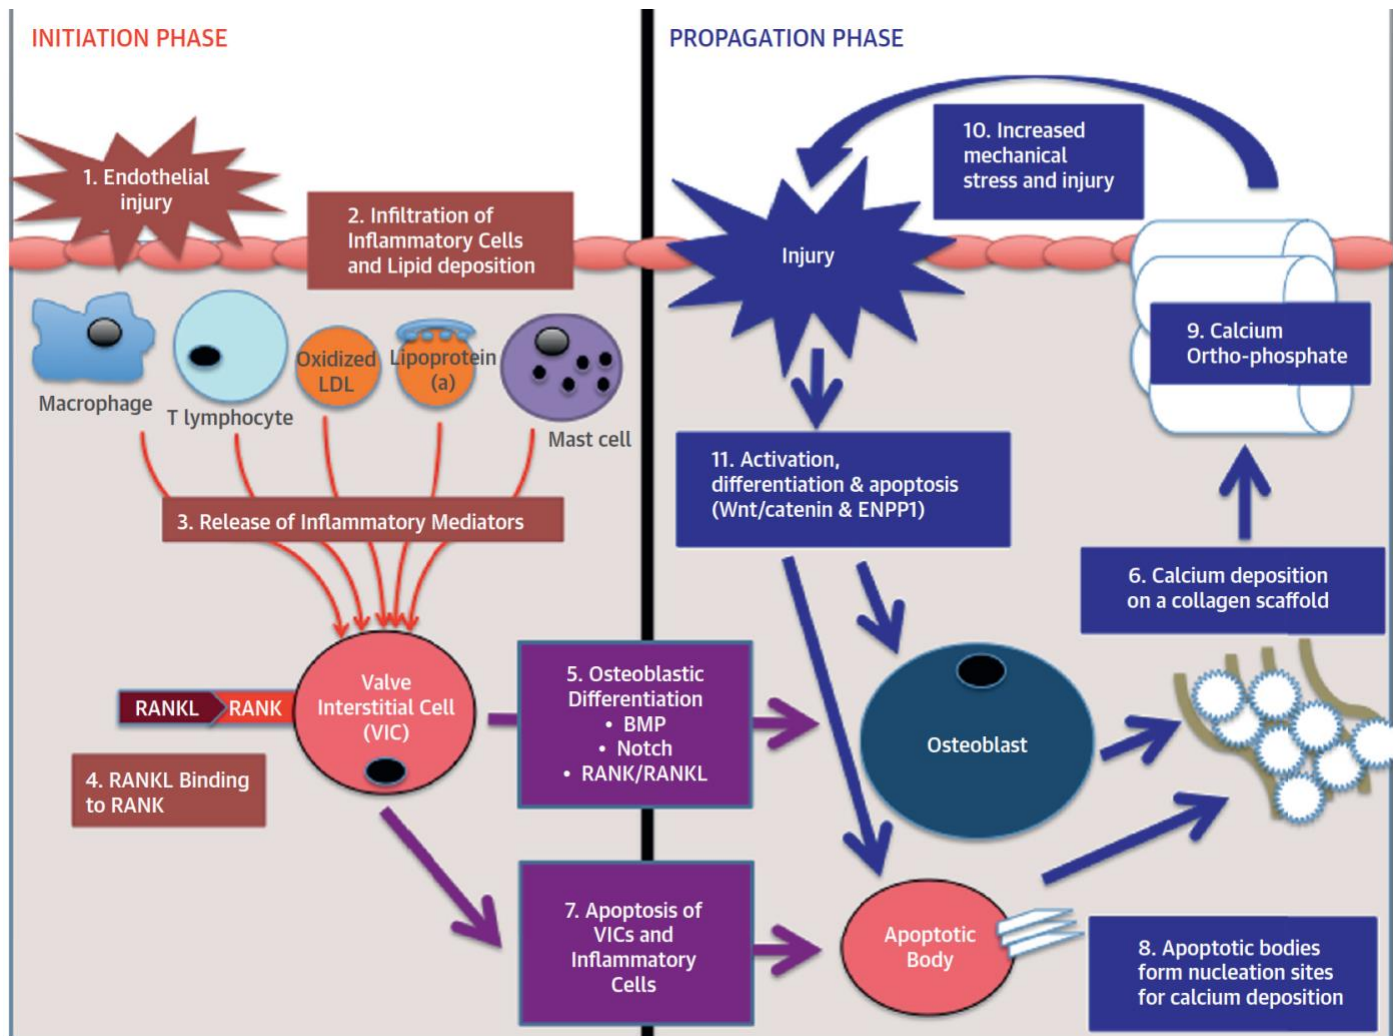 INITIATION PHASE
1. Endothelial
injury
2. Infiltration of
Inflammatory Cells
and Lipid deposition
Macrophage
T lymphocyte
Oxidized
LDL
Lipoprotein
(a)
Mast cell
3. Release of Inflammatory Mediators
RANKL
RANK
Valve
Interstitial Cell
(VIC)
4. RANKL Binding
to RANK
5. Osteoblastic
Differentiation
• BMP
• Notch
• RANK/RANKL
7. Apoptosis of
VICs and
Inflammatory
Cells
PROPAGATION PHASE
10. Increased
mechanical
stress and injury
Injury
9. Calcium
Ortho-phosphate
11. Activation,
differentiation & apoptosis
(Wnt/catenin & ENPP1)
6. Calcium deposition
on a collagen scaffold
Osteoblast
Apoptotic
Body
8. Apoptotic bodies
form nucleation sites
for calcium deposition